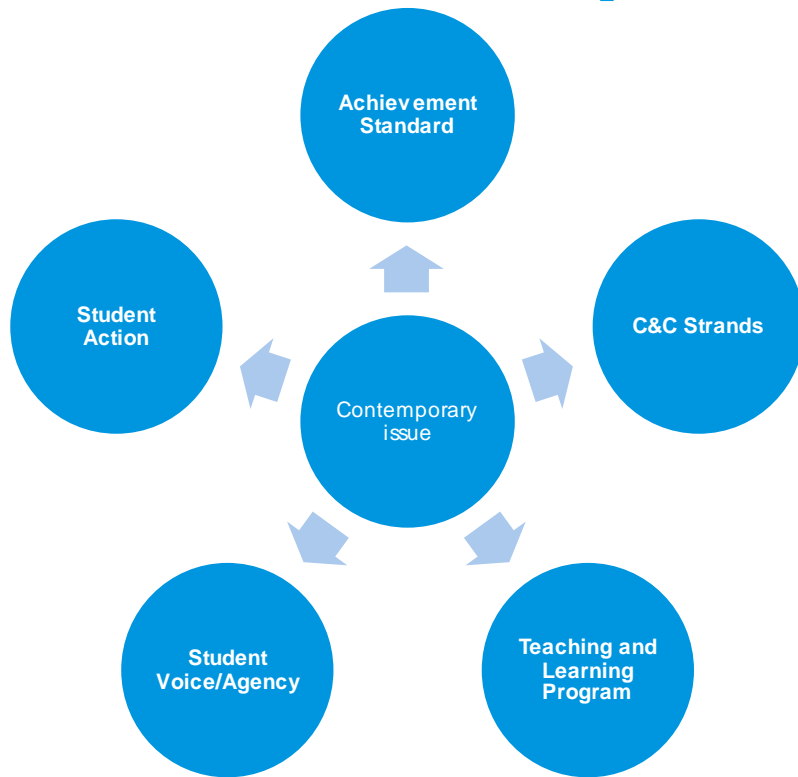 Achievement
Standard
Student
Action
C&C Strands
Contemporary
issue
Student
Voice/Agency
Teaching and
Learning
Program